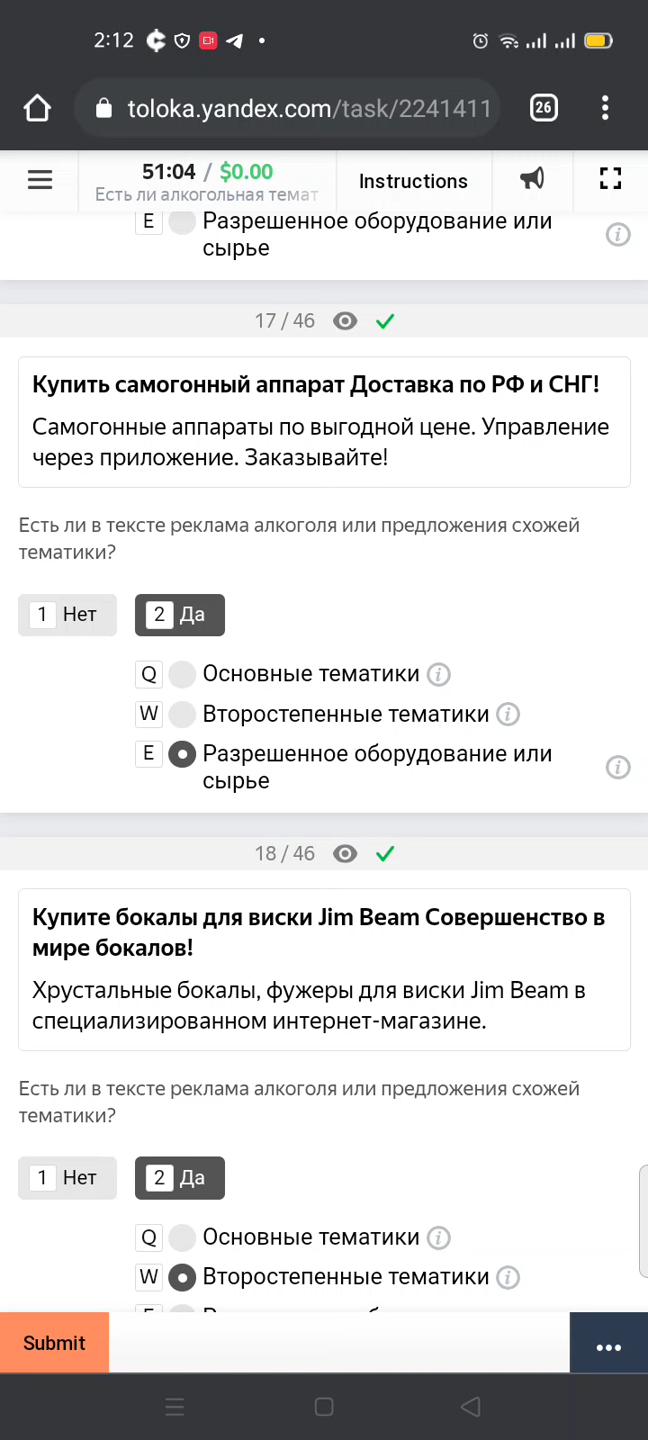 2:12
26
toloka.yandex.com/task/2241411
51:04 / $0.00
Есть ли алкогольная темат
Instructions
E Разрешенное оборудование или
сырье
17 / 46
Купить самогонный аппарат Доставка по РФ и СНГ!
Самогонные аппараты по выгодной цене. Управление
через приложение. Заказывайте!
Есть ли в тексте реклама алкоголя или предложения схожей
тематики?
1 Нет 2 Да
Q Основные тематики
W Второстепенные тематики
E Разрешенное оборудование или
сырье
18 / 46
Купите бокалы для виски Jim Beam Совершенство в
мире бокалов!
Хрустальные бокалы, фужеры для виски Jim Beam в
специализированном интернет-магазине.
Есть ли в тексте реклама алкоголя или предложения схожей
тематики?
1 Нет 2 Да
Q Основные тематики
W Второстепенные тематики
Submit